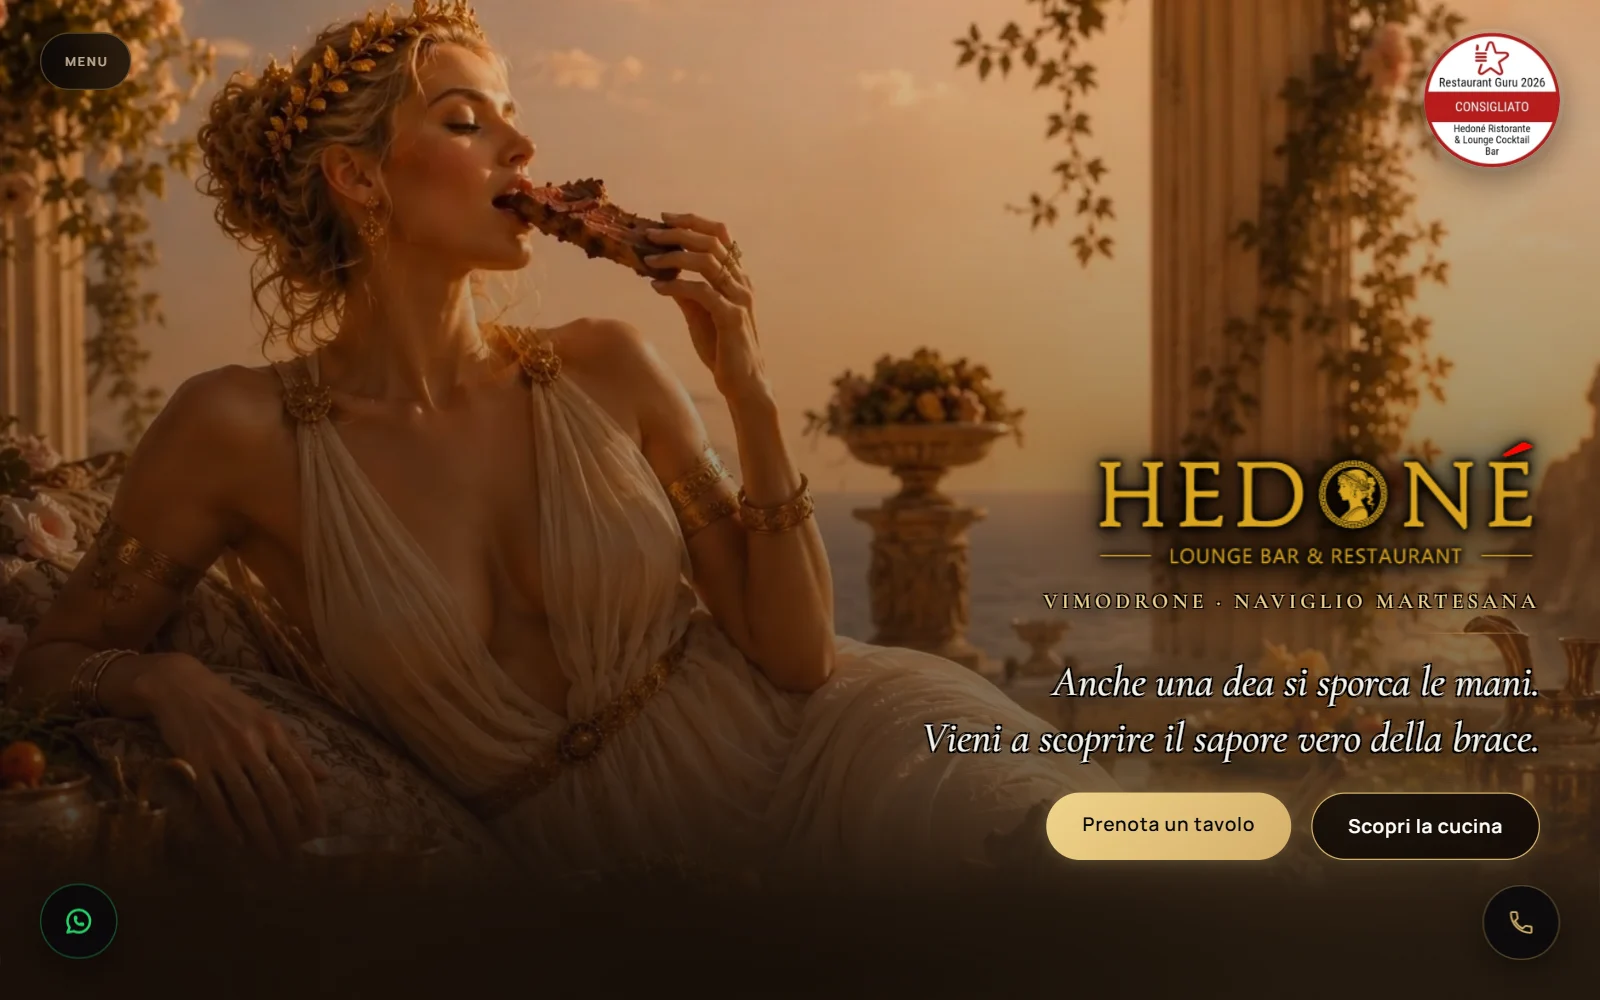 MENU
Restaurant Guru 2026
CONSIGLIATO
Hedoné Ristorante
& Lounge Cocktail
Bar
HEDONÉ
LOUNGE BAR & RESTAURANT
VIMODRONE · NAVIGLIO MARTESANA
Anche una dea si sporca le mani.
Vieni a scoprire il sapore vero della brace.
Prenota un tavolo
Scopri la cucina